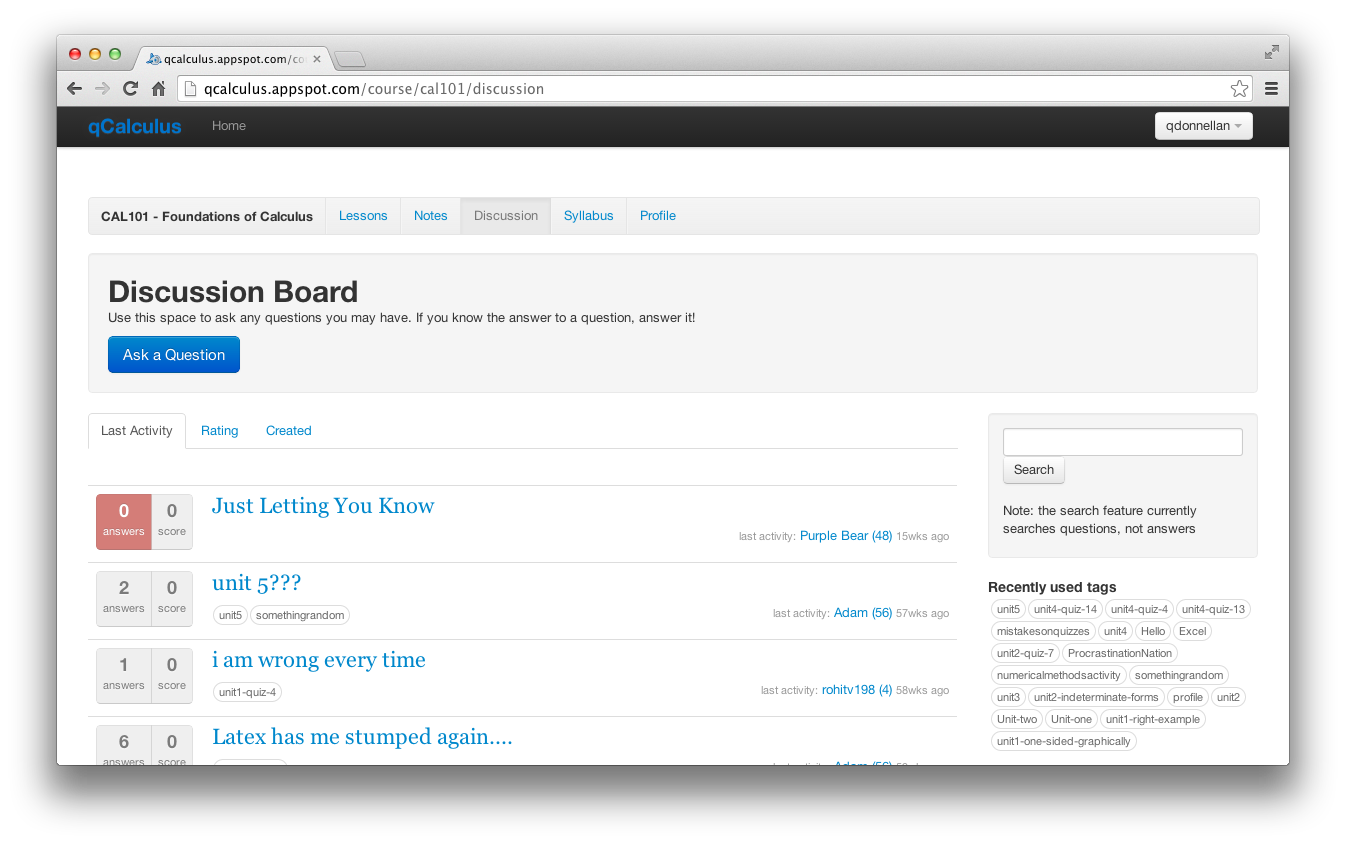 qcalculus.appspot.com/co
qcalculus.appspot.com/course/cal101/discussion
qCalculus Home qdonnellan
CAL101 - Foundations of Calculus Lessons Notes Discussion Syllabus Profile
Discussion Board
Use this space to ask any questions you may have. If you know the answer to a question, answer it!
Ask a Question
Last Activity Rating Created
0 answers 0 score
Just Letting You Know
last activity: Purple Bear (48) 15wks ago
2 answers 0 score
unit 5???
unit5 somethingrandom
last activity: Adam (56) 57wks ago
1 answers 0 score
i am wrong every time
unit1-quiz-4
last activity: rohitv198 (4) 58wks ago
6 answers 0 score
Latex has me stumped again....
last activity: Adam (56)
Search
Note: the search feature currently
searches questions, not answers
Recently used tags
unit5 unit4-quiz-14 unit4-quiz-4 unit4-quiz-13
mistakesonquizzes unit4 Hello Excel
unit2-quiz-7 ProcrastinationNation
numericalmethodsactivity somethingrandom
unit3 unit2-indeterminate-forms profile unit2
Unit-two Unit-one unit1-right-example
unit1-one-sided-graphically